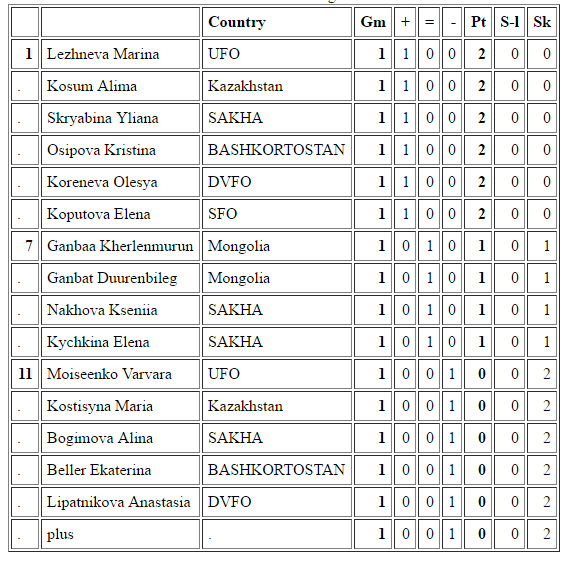 Country Gm + = - Pt S-l Sk
1 Lezhneva Marina UFO 1 1 0 0 2 0 0
. Kosum Alima Kazakhstan 1 1 0 0 2 0 0
. Skryabina Yliana SAKHA 1 1 0 0 2 0 0
. Osipova Kristina BASHKORTOSTAN 1 1 0 0 2 0 0
. Koreneva Olesya DVFO 1 1 0 0 2 0 0
. Koputova Elena SFO 1 1 0 0 2 0 0
7 Ganbaa Kherlenmurun Mongolia 1 0 1 0 1 0 1
. Ganbat Duurenbileg Mongolia 1 0 1 0 1 0 1
. Nakhova Kseniia SAKHA 1 0 1 0 1 0 1
. Kychkina Elena SAKHA 1 0 1 0 1 0 1
11 Moiseenko Varvara UFO 1 0 0 1 0 0 2
. Kostisyna Maria Kazakhstan 1 0 0 1 0 0 2
. Bogimova Alina SAKHA 1 0 0 1 0 0 2
. Beller Ekaterina BASHKORTOSTAN 1 0 0 1 0 0 2
. Lipatnikova Anastasia DVFO 1 0 0 1 0 0 2
. plus . 1 0 0 1 0 0 2